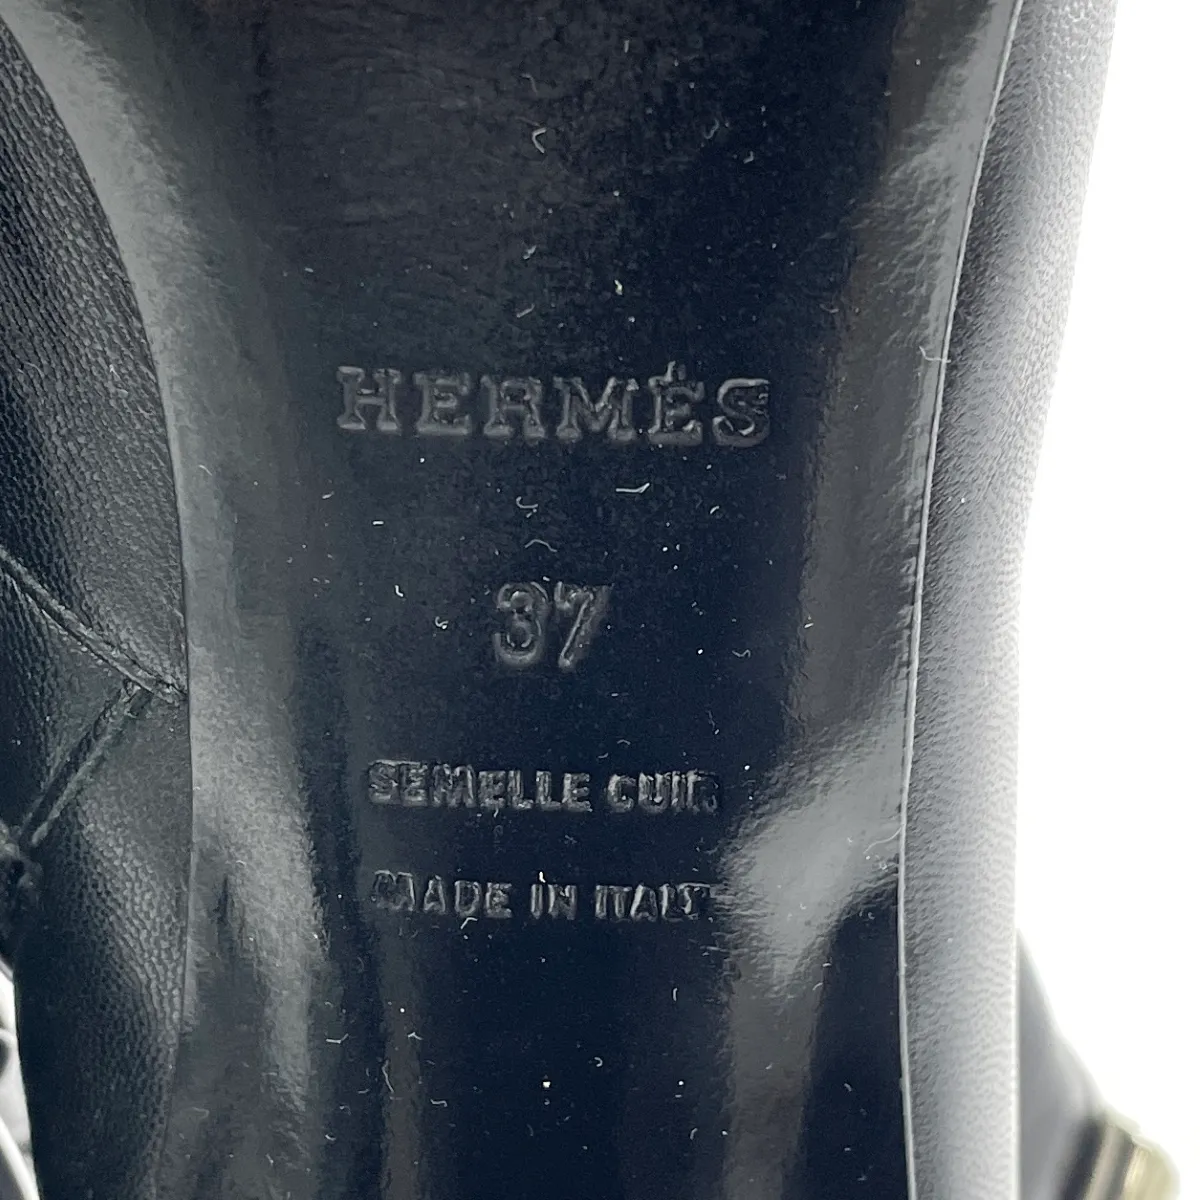 HERMÈS
37
SEMELLE CUIR
MADE IN ITALY